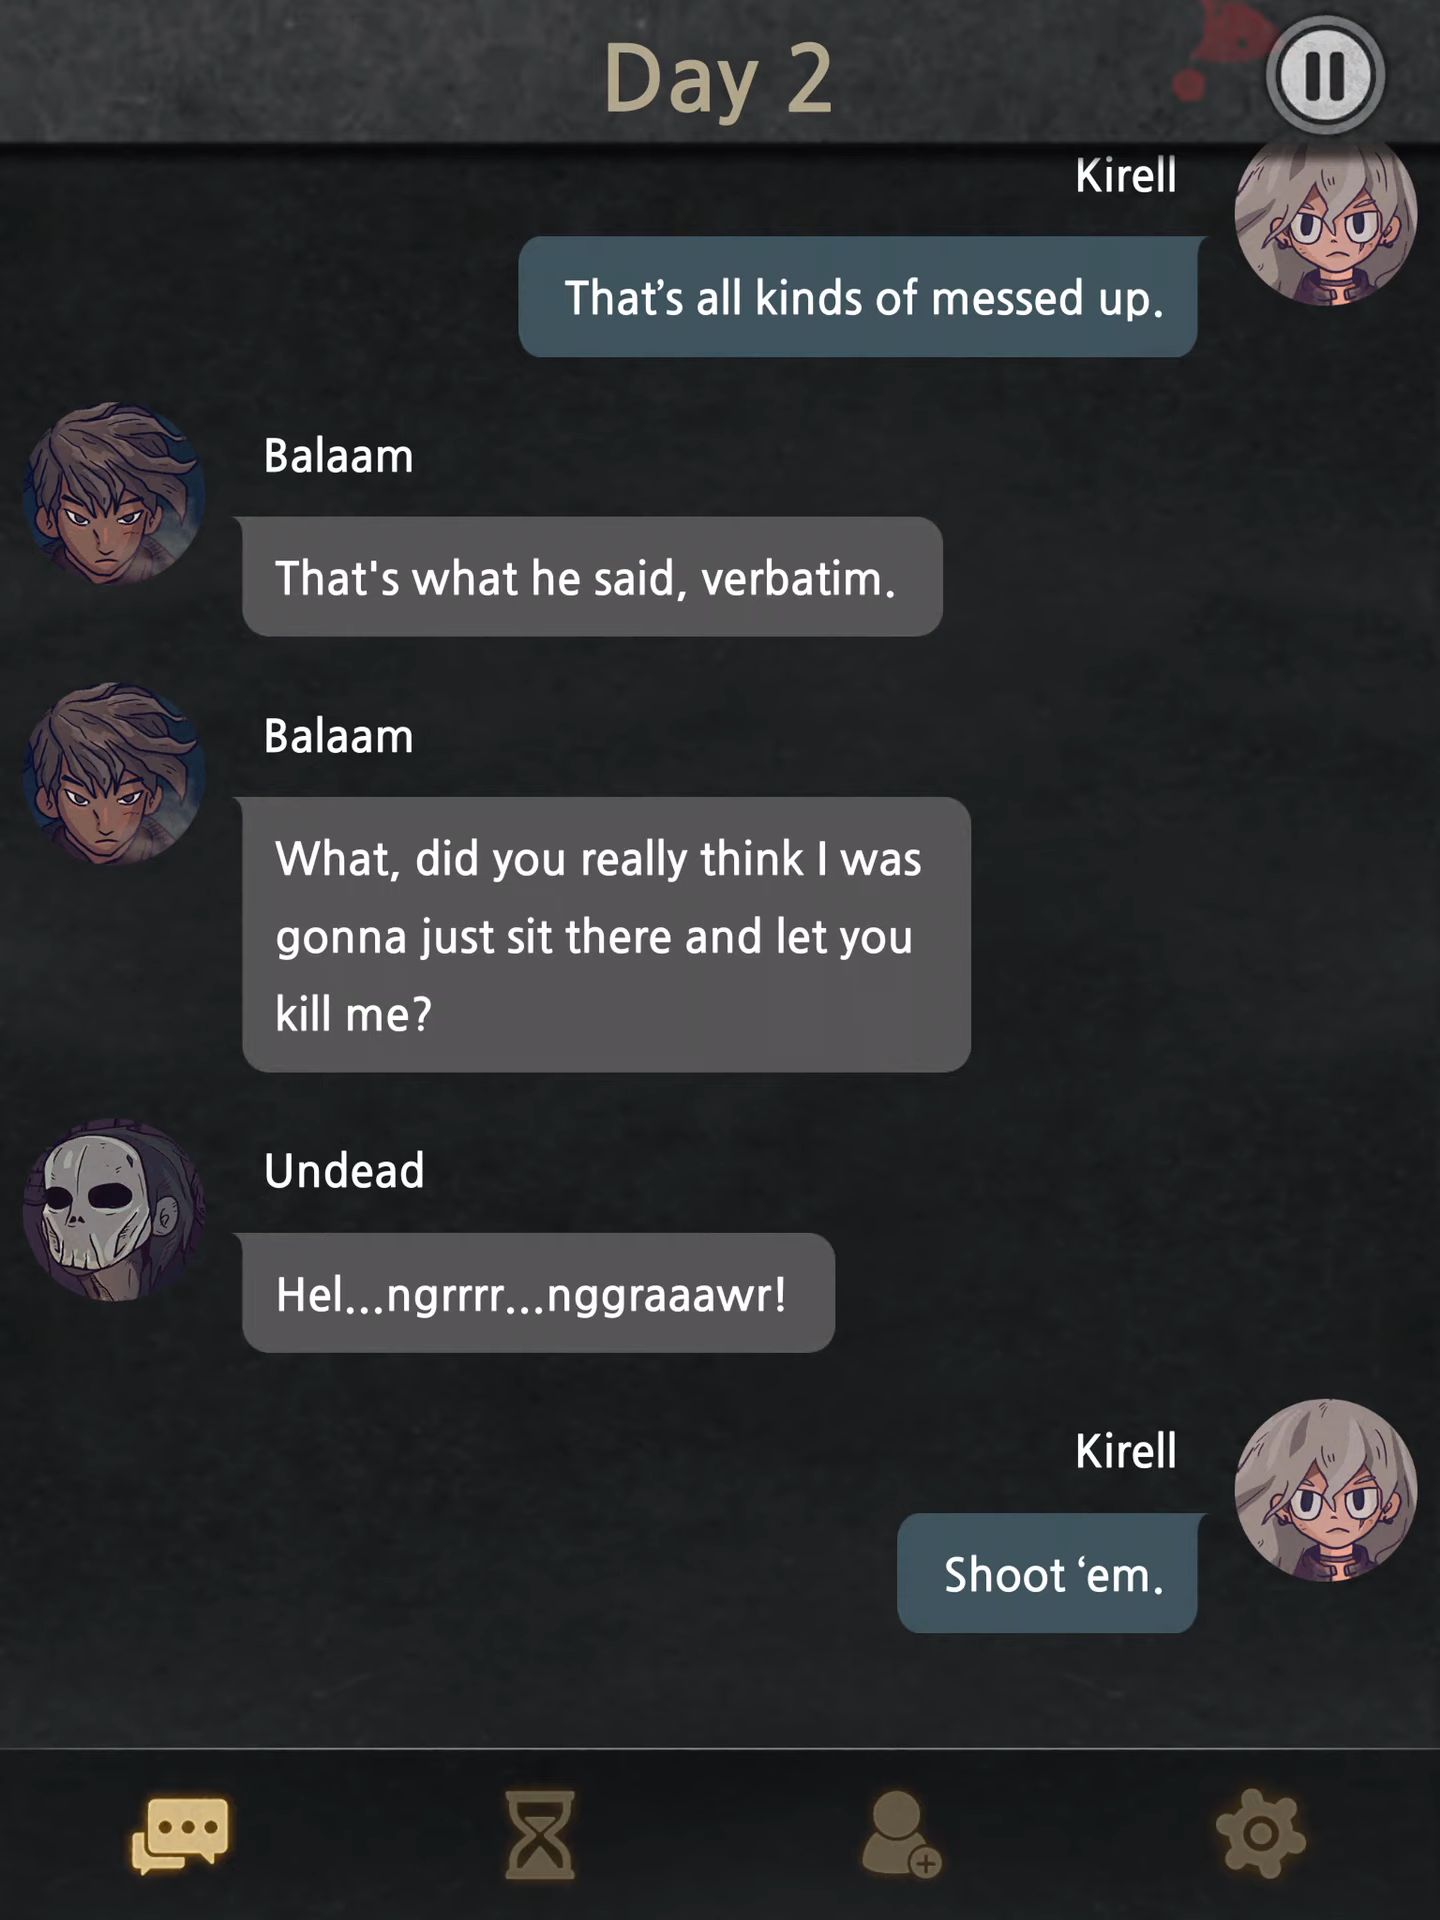 Day 2
Kirell
That’s all kinds of messed up.
Balaam
That's what he said, verbatim.
Balaam
What, did you really think I was
gonna just sit there and let you
kill me?
Undead
Hel...ngrrrr...nggraaawr!
Kirell
Shoot ‘em.